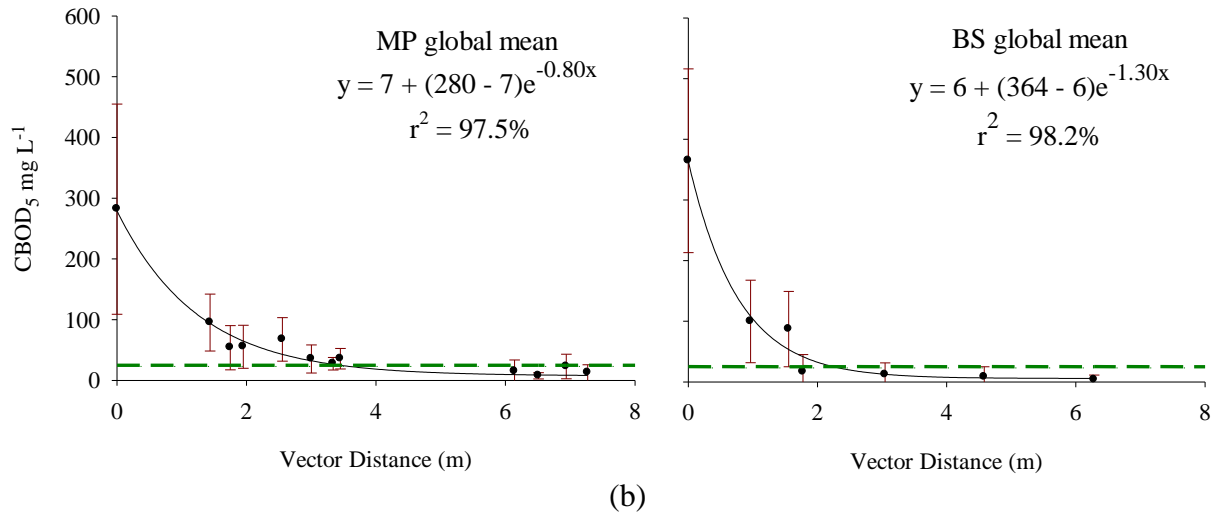 600
500
400
300
200
100
0
CBOD₅ mg L⁻¹
MP global mean
y = 7 + (280 - 7)e⁻⁰·⁸⁰ˣ
r² = 97.5%
0 2 4 6 8
Vector Distance (m)
BS global mean
y = 6 + (364 - 6)e⁻¹·³⁰ˣ
r² = 98.2%
0 2 4 6 8
Vector Distance (m)
(b)